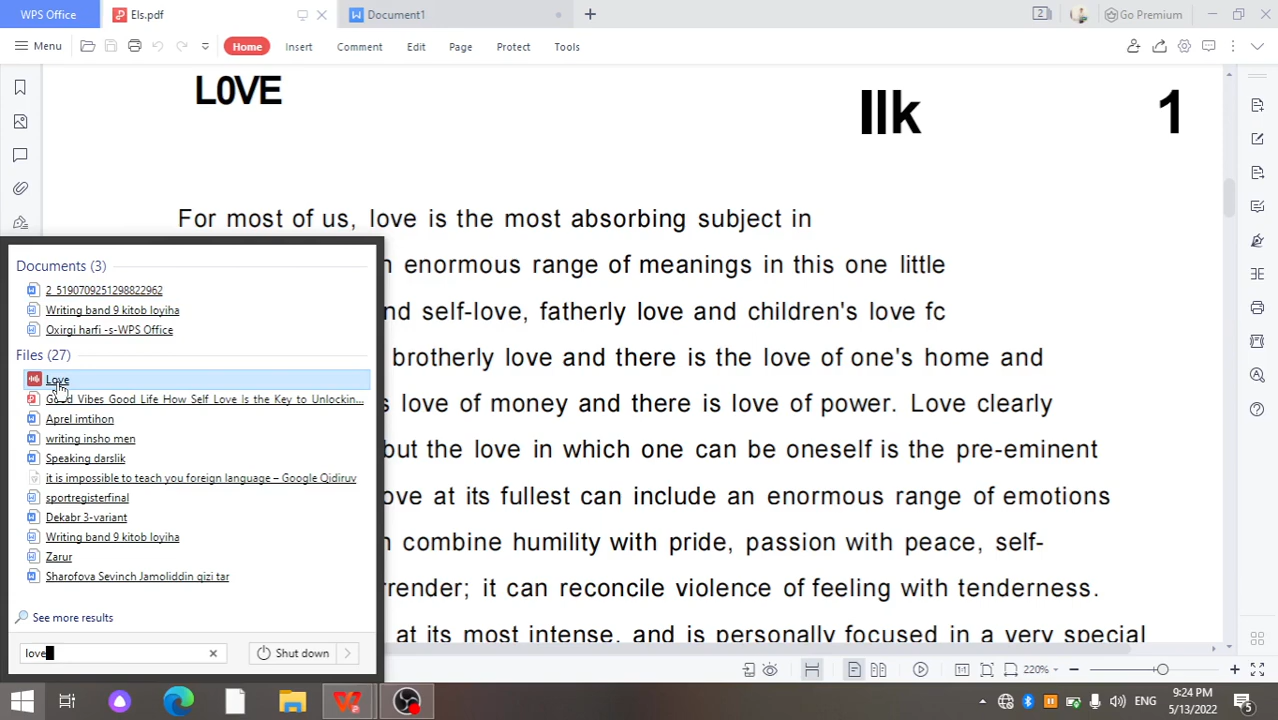 WPS Office
Els.pdf
Document1
2
Go Premium
Menu
Home
Insert
Comment
Edit
Page
Protect
Tools
L0VE
IIk
1
For most of us, love is the most absorbing subject in
enormous range of meanings in this one little
nd self-love, fatherly love and children's love fc
brotherly love and there is the love of one's home and
s love of money and there is love of power. Love clearly
but the love in which one can be oneself is the pre-eminent
ove at its fullest can include an enormous range of emotions
combine humility with pride, passion with peace, self-
rrender; it can reconcile violence of feeling with tenderness.
at its most intense, and is personally focused in a very special
Documents (3)
2_5190709251298822962
Writing band 9 kitob loyiha
Oxirgi harfi -s-WPS Office
Files (27)
Love
Good Vibes Good Life How Self Love Is the Key to Unlockin...
Aprel imtihon
writing insho men
Speaking darslik
it is impossible to teach you foreign language – Google Qidiruv
sportregisterfinal
Dekabr 3-variant
Writing band 9 kitob loyiha
Zarur
Sharofova Sevinch Jamoliddin qizi tar
See more results
love
Shut down
220%
ENG
9:24 PM
5/13/2022
5